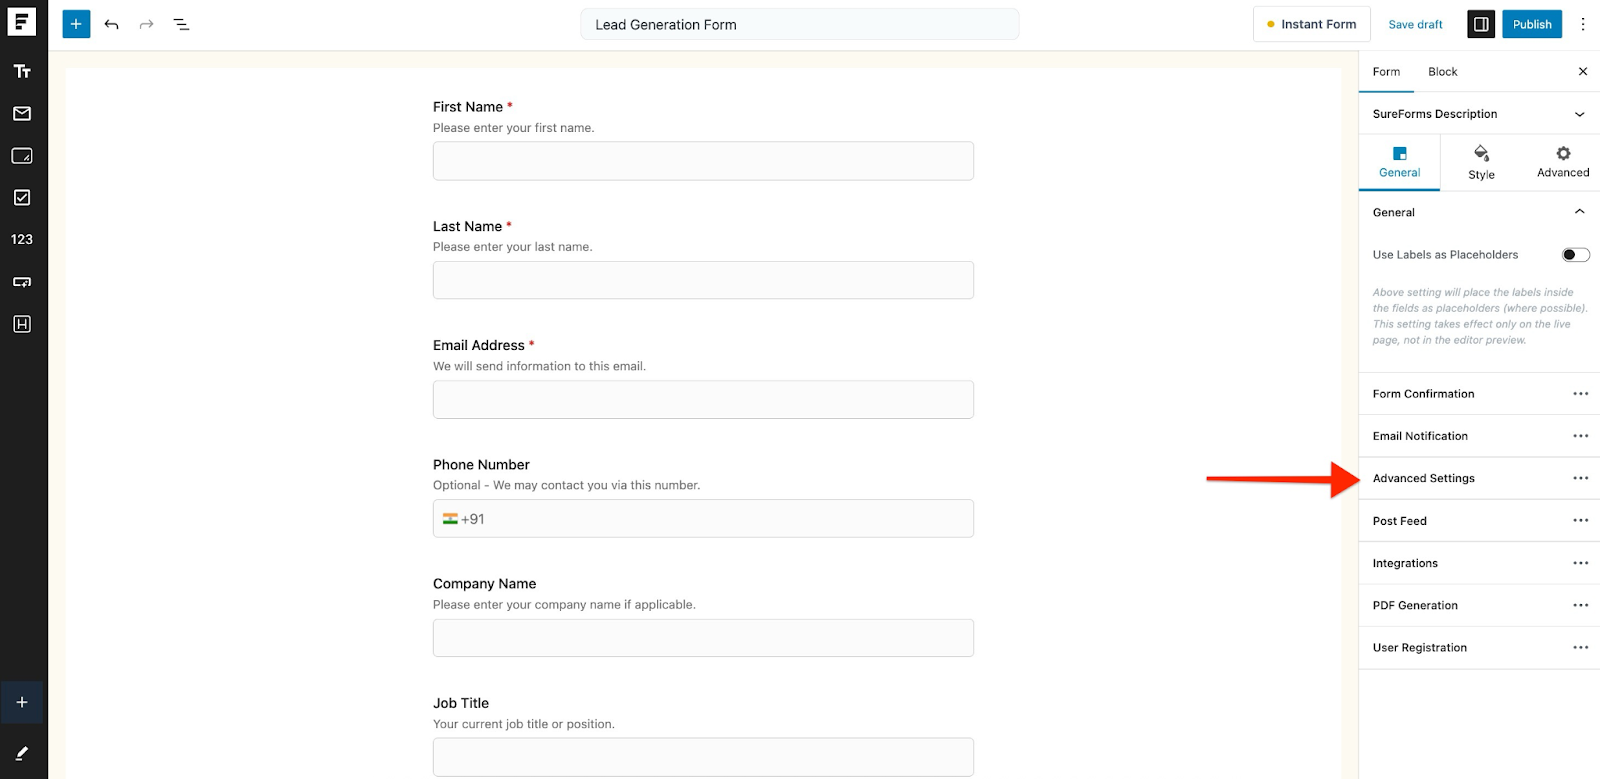 Lead Generation Form
Instant Form
Save draft
Publish
Tт
123
H
First Name *
Please enter your first name.
Last Name *
Please enter your last name.
Email Address *
We will send information to this email.
Phone Number
Optional - We may contact you via this number.
+91
Company Name
Please enter your company name if applicable.
Job Title
Your current job title or position.
Form Block
SureForms Description
General Style Advanced
General
Use Labels as Placeholders
Above setting will place the labels inside
the fields as placeholders (where possible).
This setting takes effect only on the live
page, not in the editor preview.
Form Confirmation
Email Notification
Advanced Settings
Post Feed
Integrations
PDF Generation
User Registration